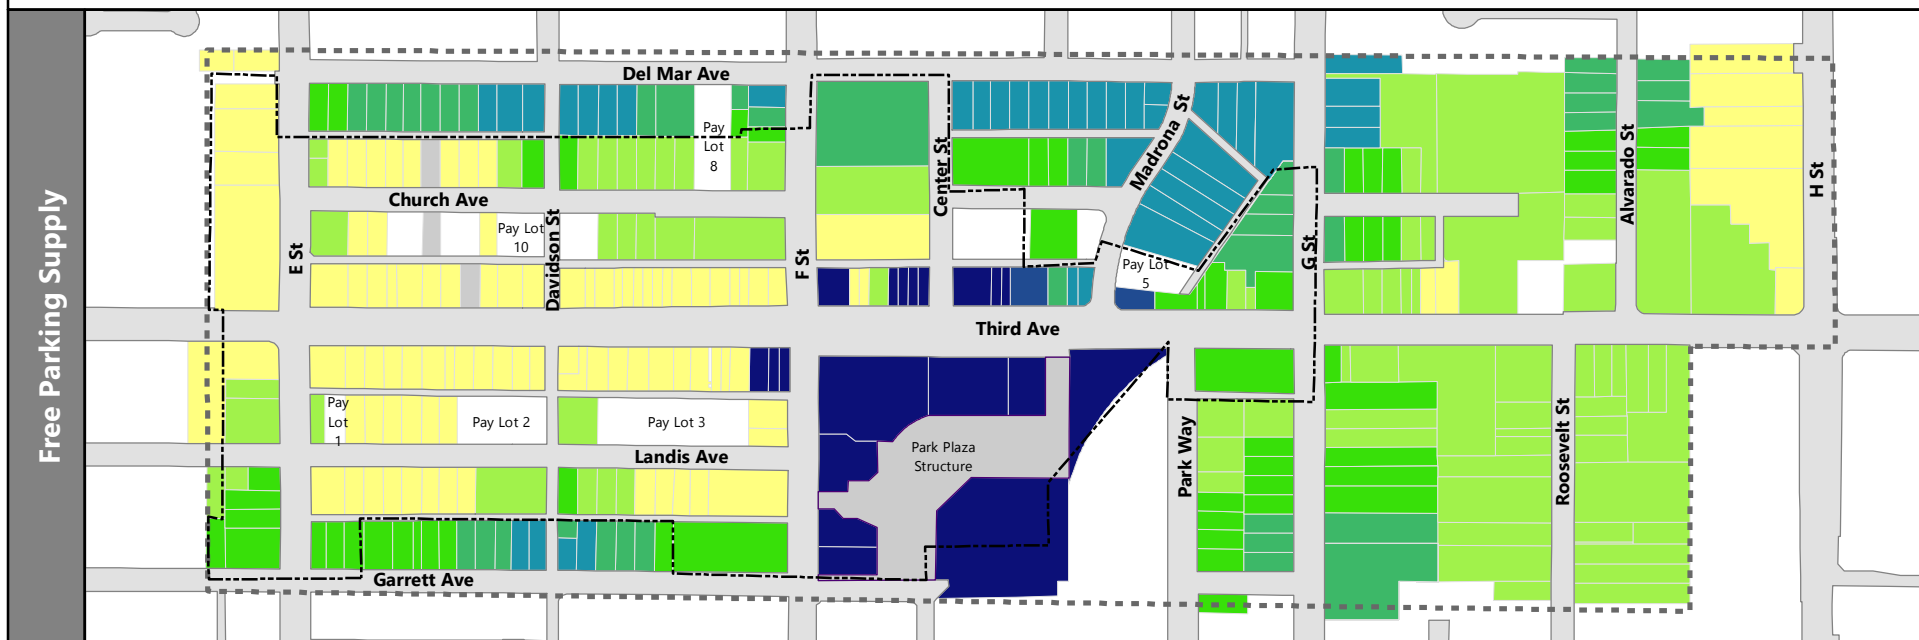 Free Parking Supply
Del Mar Ave
Pay
Lot
8
Church Ave
Center St
Madrona St
Alvarado St
H St
E St
Davidson St
Pay Lot
10
F St
G St
Pay Lot
5
Third Ave
Pay
Lot
1
Pay Lot 2
Pay Lot 3
Landis Ave
Park Plaza
Structure
Park Way
Roosevelt St
Garrett Ave